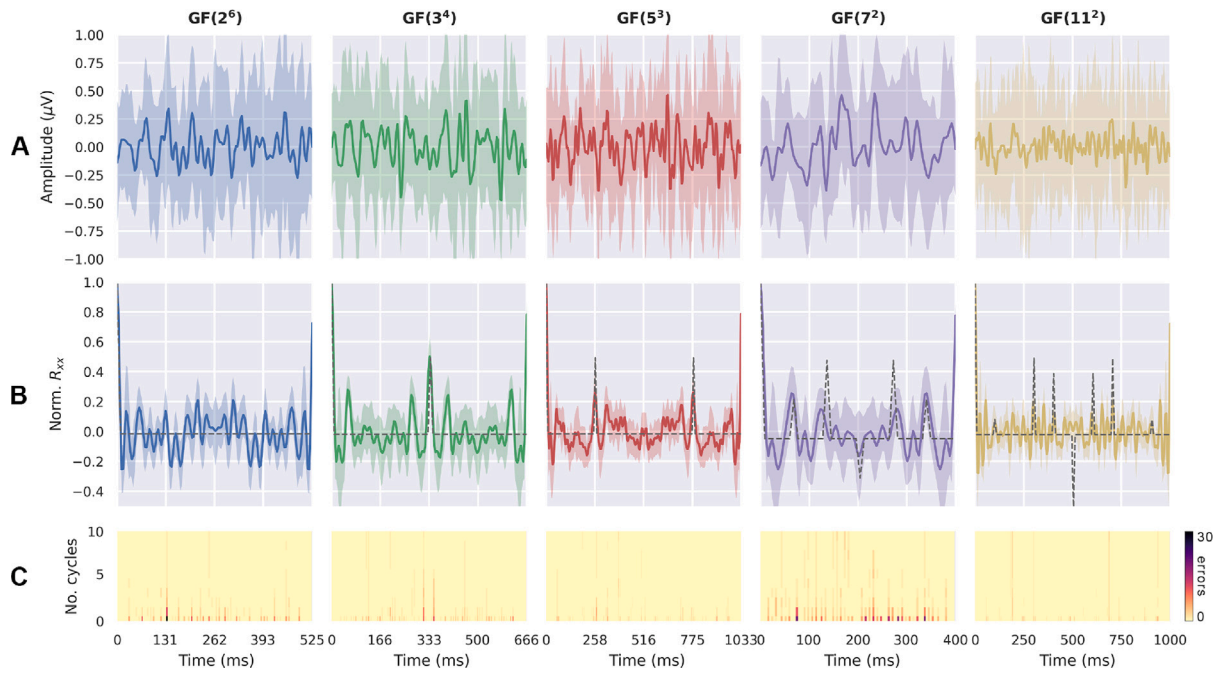 GF(2⁶) GF(3⁴) GF(5³) GF(7²) GF(11²)
A
Amplitude (μV)
1.00
0.75
0.50
0.25
0.00
−0.25
−0.50
−0.75
−1.00
B
Norm. Rxx
1.0
0.8
0.6
0.4
0.2
0.0
−0.2
−0.4
C
No. cycles
10
5
0
30
errors
0
0 131 262 393 525 0 166 333 500 666 0 258 516 775 1033 0 100 200 300 400 0 250 500 750 1000
Time (ms) Time (ms) Time (ms) Time (ms) Time (ms)